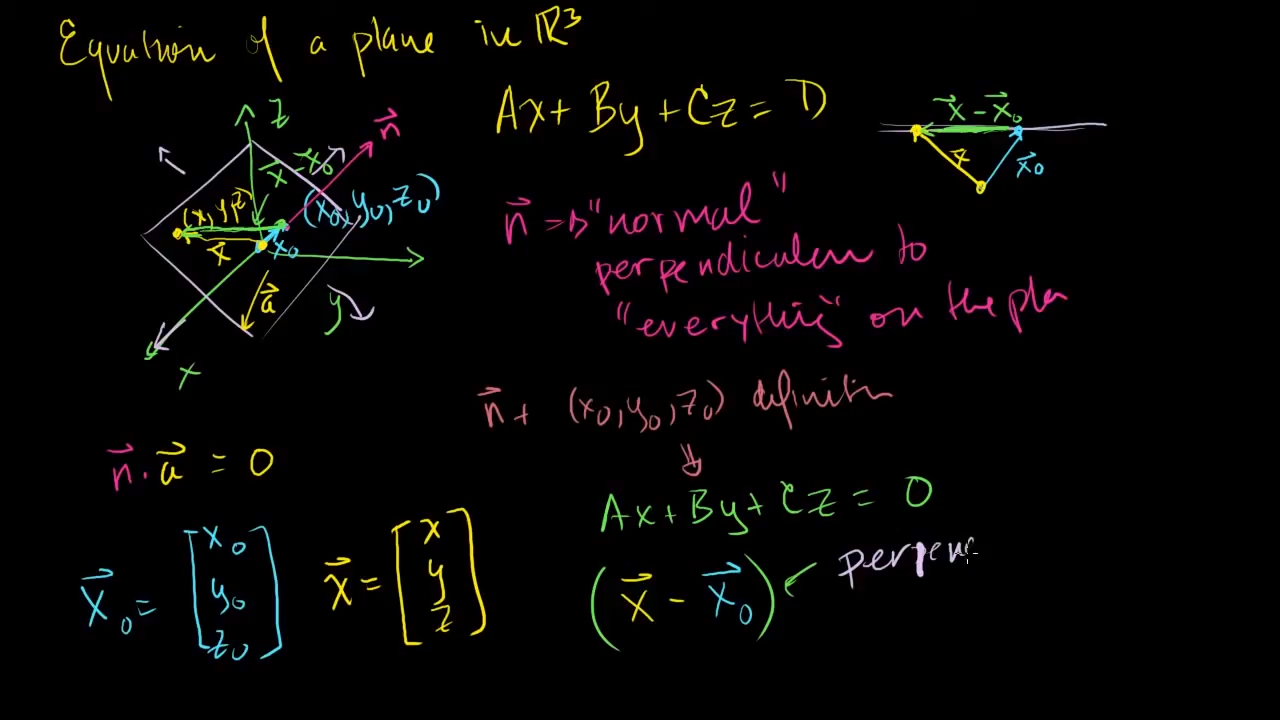 Equation of a plane in ℝ³
Ax + By + Cz = D
z
n⃗
x⃗ - x⃗₀
(x, y, z)
(x₀, y₀, z₀)
x⃗
x₀
a⃗
y
x
x⃗ - x⃗₀
x⃗
x⃗₀
n⃗ => "normal"
perpendicular to
"everything" on the pla
n⃗ + (x₀, y₀, z₀) definition
⇓
n⃗ · a⃗ = 0
Ax + By + Cz = 0
x⃗₀ = [x₀ y₀ z₀]
x⃗ = [x y z]
(x⃗ - x⃗₀) ← perpen